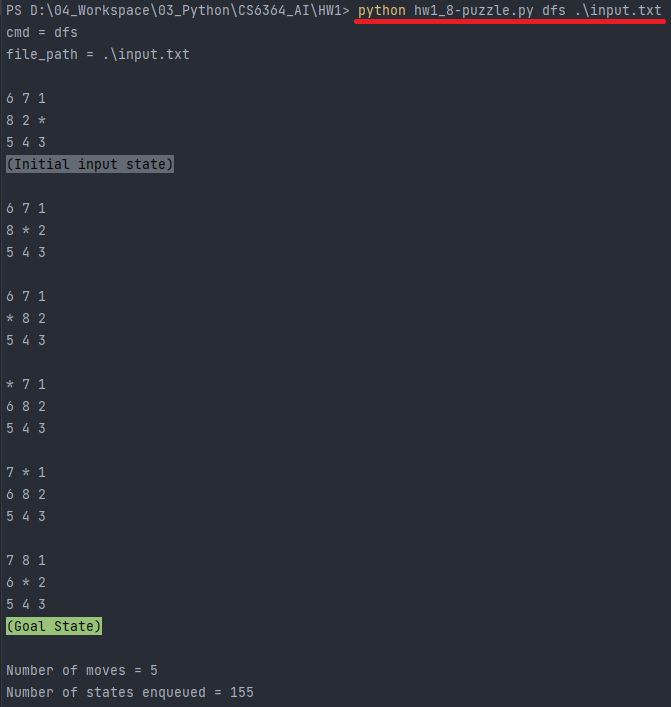 PS D:\04_Workspace\03_Python\CS6364_AI\HW1> python hw1_8-puzzle.py dfs .\input.txt
cmd = dfs
file_path = .\input.txt
6 7 1
8 2 *
5 4 3
(Initial input state)
6 7 1
8 * 2
5 4 3
6 7 1
* 8 2
5 4 3
* 7 1
6 8 2
5 4 3
7 * 1
6 8 2
5 4 3
7 8 1
6 * 2
5 4 3
(Goal State)
Number of moves = 5
Number of states enqueued = 155